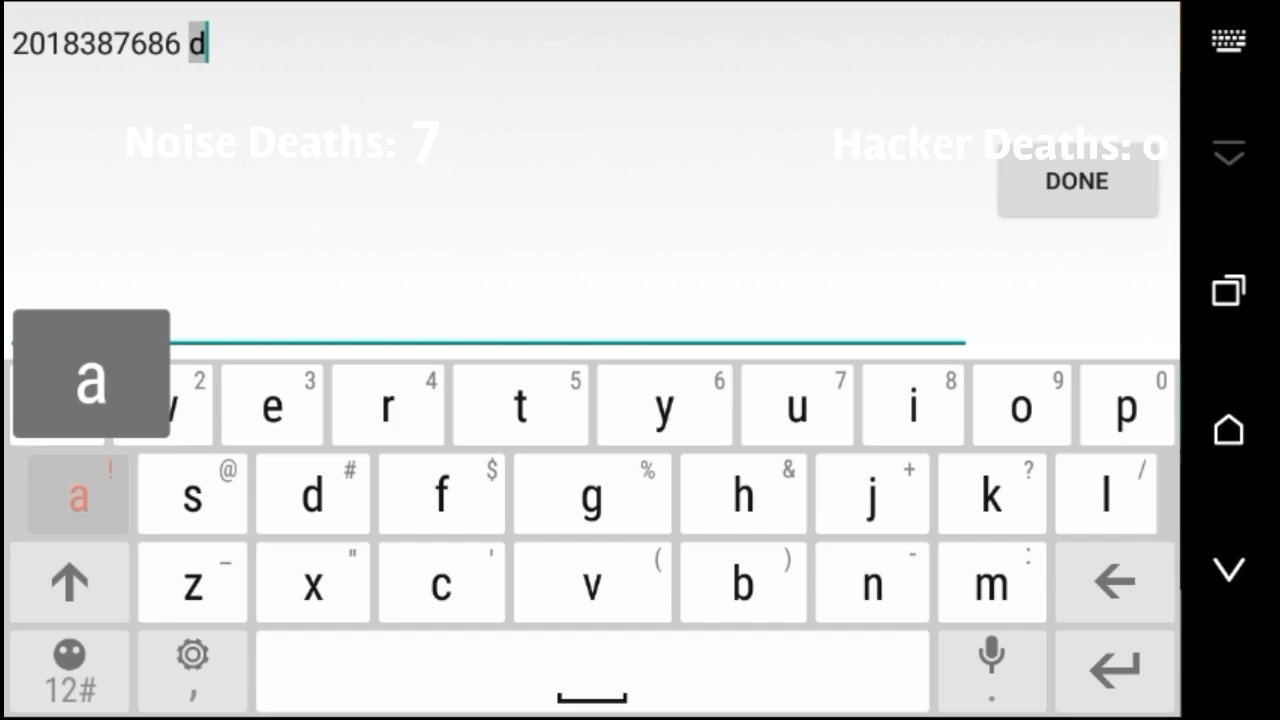 2018387686 d
Noise Deaths: 7
Hacker Deaths: 0
DONE
a
2 3 4 5 6 7 8 9 0
e r t y u i o p
! @ # $ % & + ? /
a s d f g h j k l
_ " ' ( ) - :
z x c v b n m
12# , .